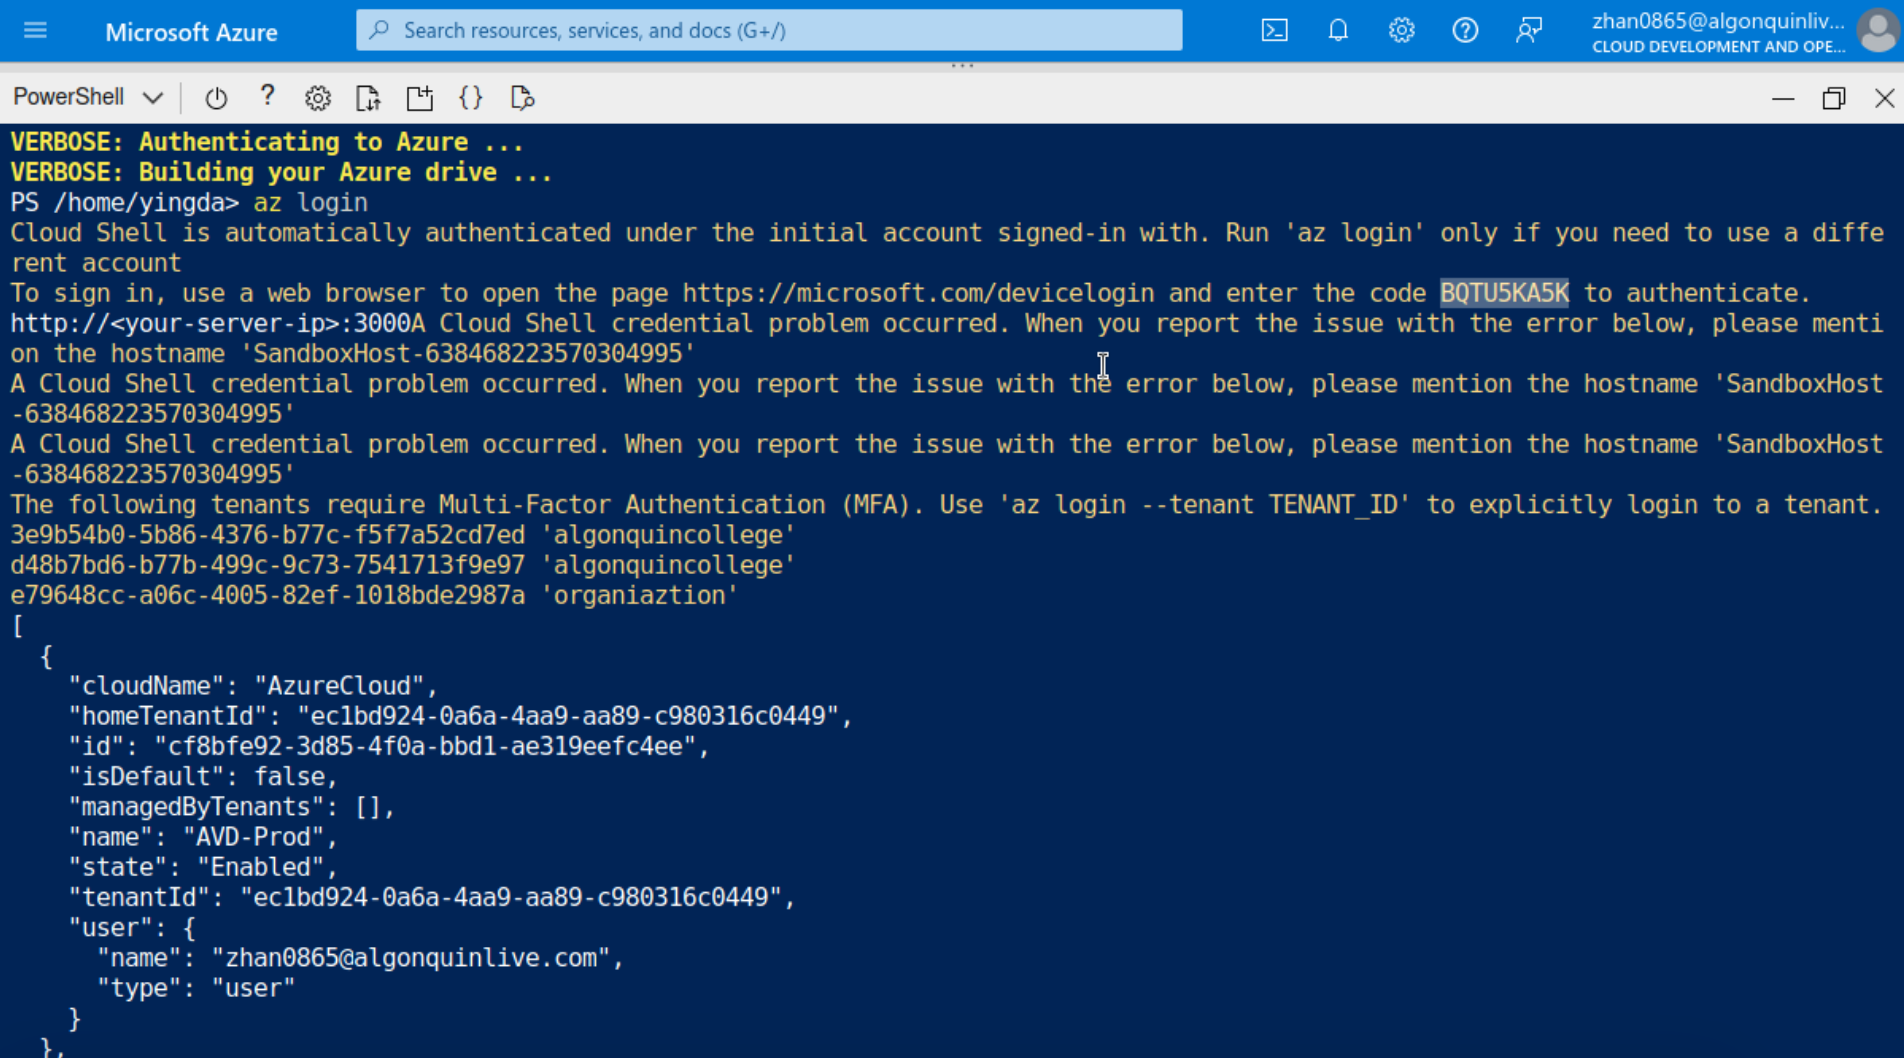 Microsoft Azure
Search resources, services, and docs (G+/)
zhan0865@algonquinliv...
CLOUD DEVELOPMENT AND OPE...
PowerShell
VERBOSE: Authenticating to Azure ...
VERBOSE: Building your Azure drive ...
PS /home/yingda> az login
Cloud Shell is automatically authenticated under the initial account signed-in with. Run 'az login' only if you need to use a diffe
rent account
To sign in, use a web browser to open the page https://microsoft.com/devicelogin and enter the code BQTU5KA5K to authenticate.
http://<your-server-ip>:3000A Cloud Shell credential problem occurred. When you report the issue with the error below, please menti
on the hostname 'SandboxHost-638468223570304995'
A Cloud Shell credential problem occurred. When you report the issue with the error below, please mention the hostname 'SandboxHost
-638468223570304995'
A Cloud Shell credential problem occurred. When you report the issue with the error below, please mention the hostname 'SandboxHost
-638468223570304995'
The following tenants require Multi-Factor Authentication (MFA). Use 'az login --tenant TENANT_ID' to explicitly login to a tenant.
3e9b54b0-5b86-4376-b77c-f5f7a52cd7ed 'algonquincollege'
d48b7bd6-b77b-499c-9c73-7541713f9e97 'algonquincollege'
e79648cc-a06c-4005-82ef-1018bde2987a 'organiaztion'
[
  {
    "cloudName": "AzureCloud",
    "homeTenantId": "ec1bd924-0a6a-4aa9-aa89-c980316c0449",
    "id": "cf8bfe92-3d85-4f0a-bbd1-ae319eefc4ee",
    "isDefault": false,
    "managedByTenants": [],
    "name": "AVD-Prod",
    "state": "Enabled",
    "tenantId": "ec1bd924-0a6a-4aa9-aa89-c980316c0449",
    "user": {
      "name": "zhan0865@algonquinlive.com",
      "type": "user"
    }
  },